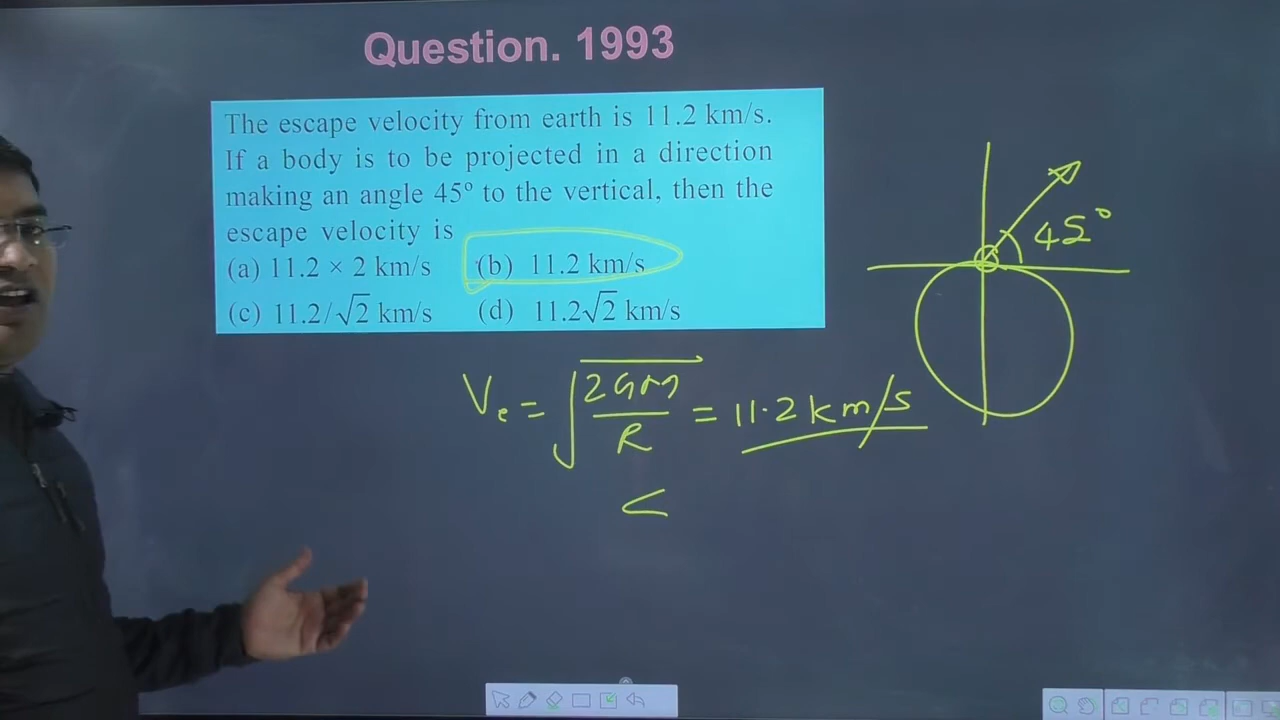 Question. 1993
The escape velocity from earth is 11.2 km/s.
If a body is to be projected in a direction
making an angle 45º to the vertical, then the
escape velocity is
(a) 11.2 × 2 km/s (b) 11.2 km/s
(c) 11.2/√2 km/s (d) 11.2√2 km/s
45°
Ve = √2GM/R = 11.2 km/s
<